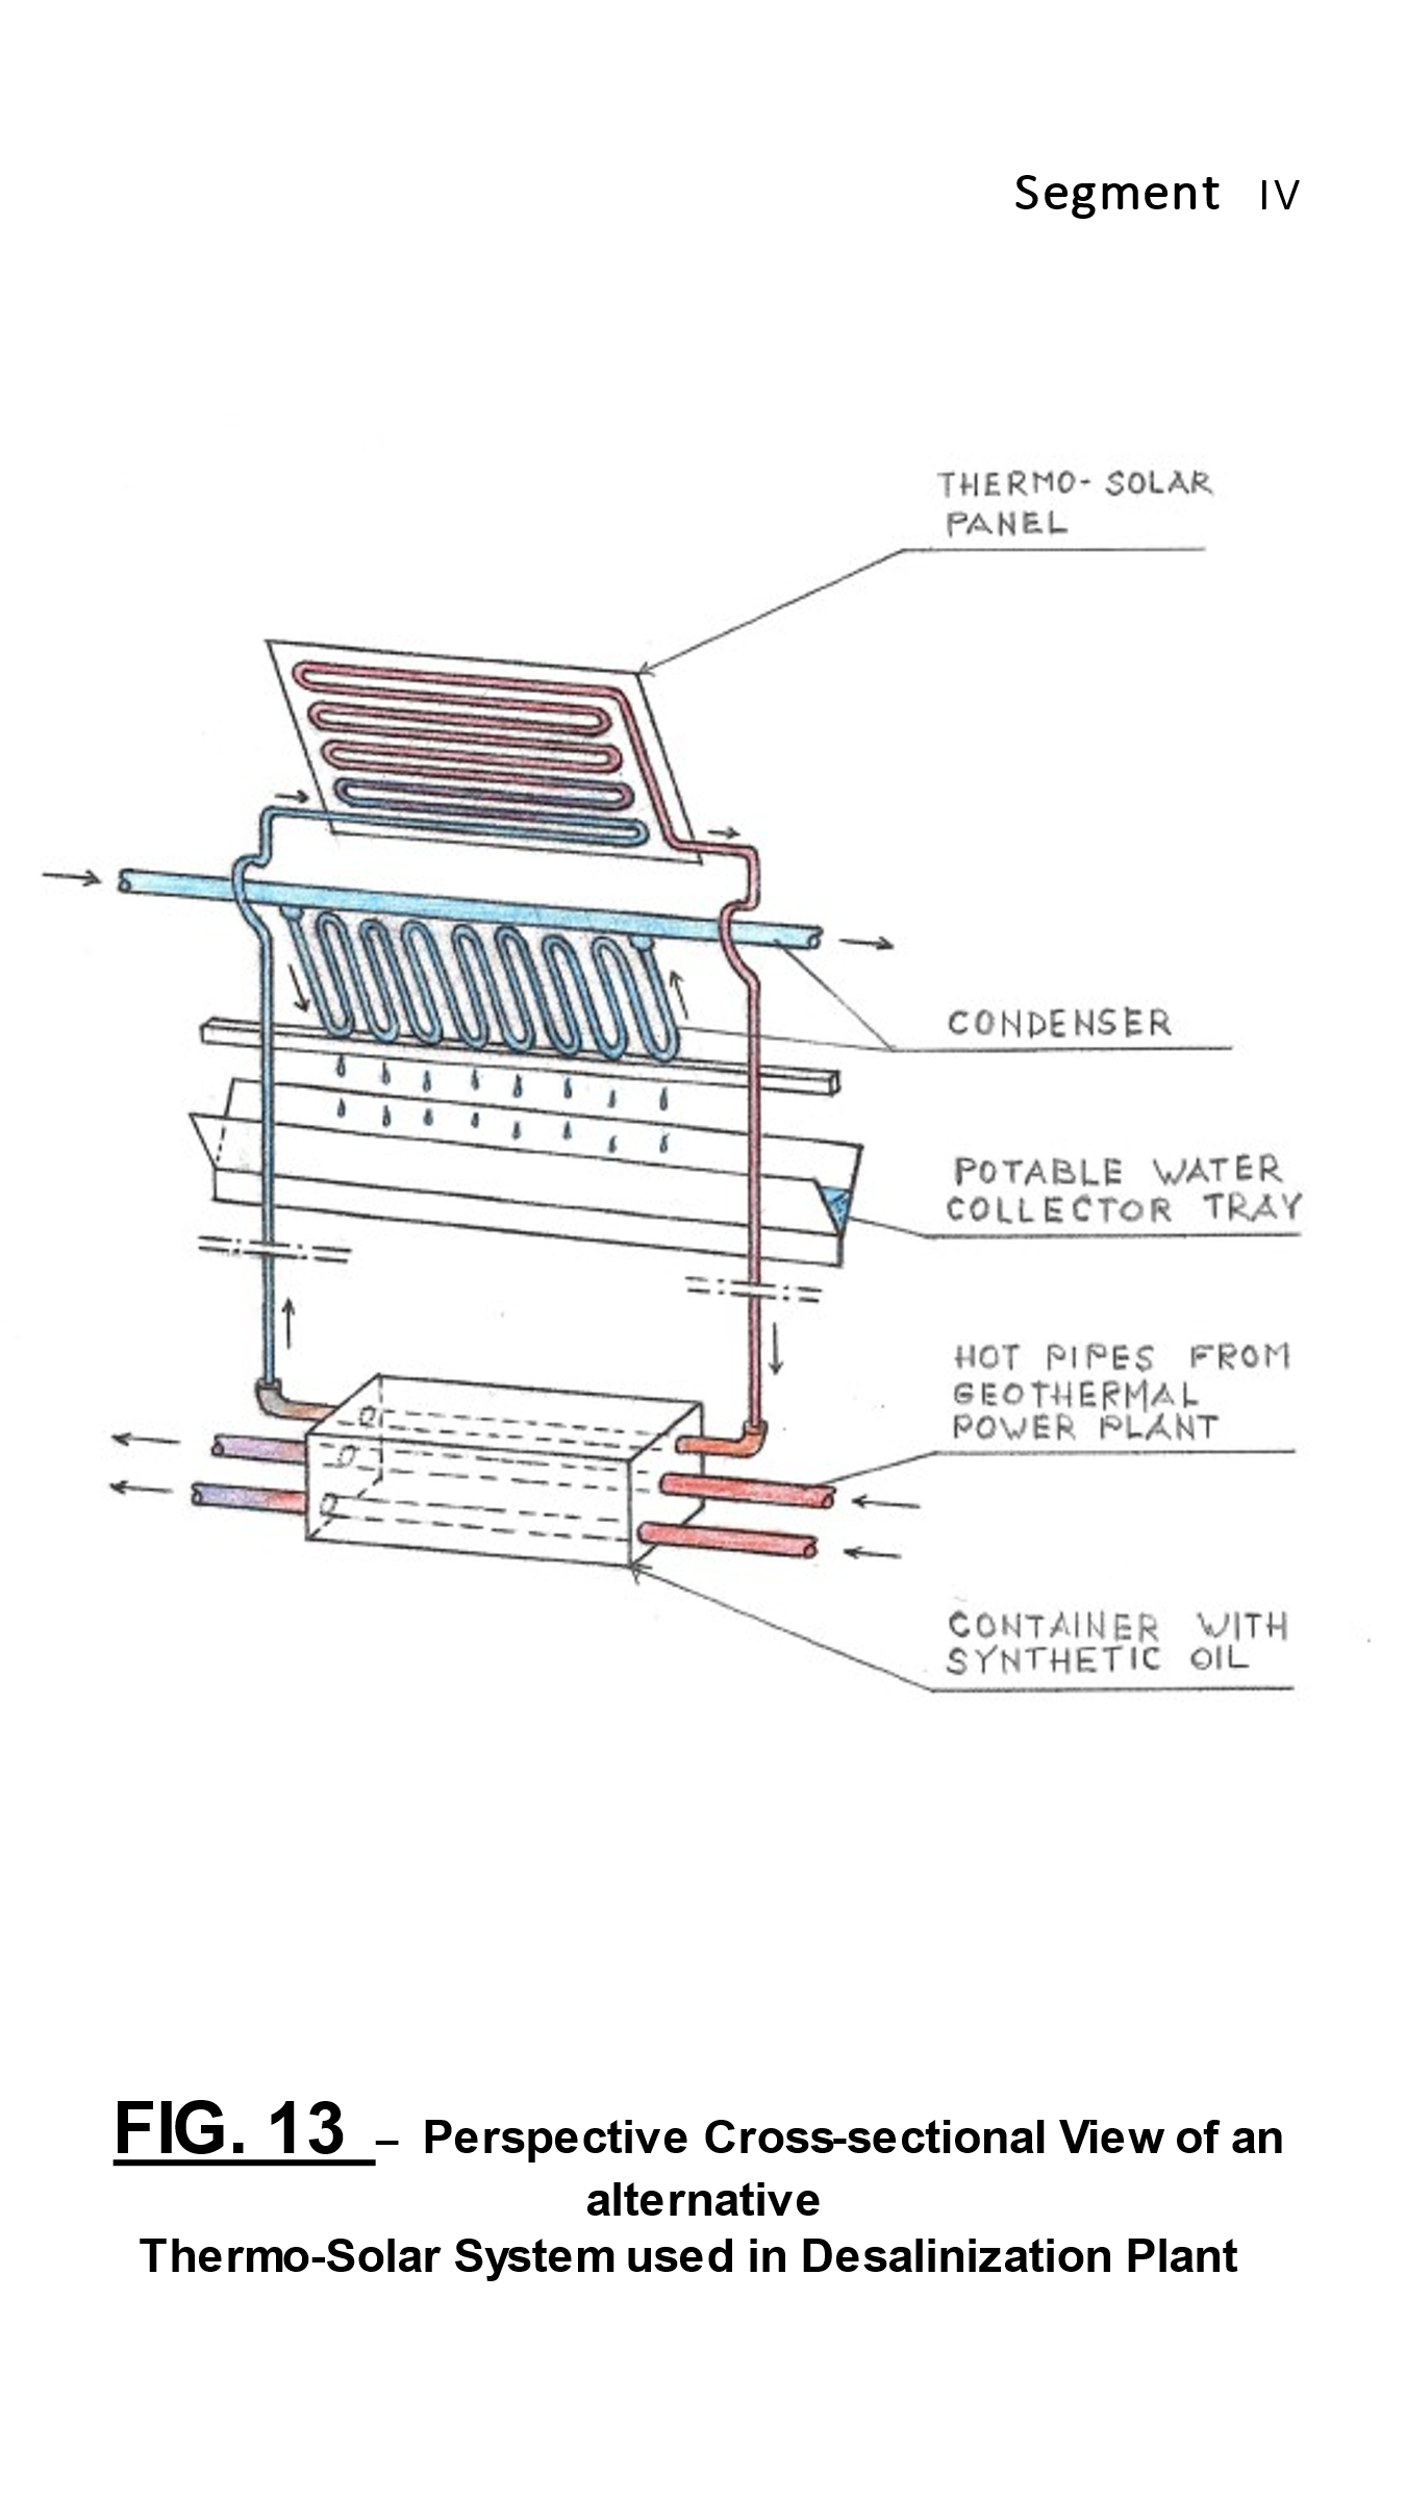 Segment IV
THERMO-SOLAR
PANEL
CONDENSER
POTABLE WATER
COLLECTOR TRAY
HOT PIPES FROM
GEOTHERMAL
POWER PLANT
CONTAINER WITH
SYNTHETIC OIL
FIG. 13 – Perspective Cross-sectional View of an
alternative
Thermo-Solar System used in Desalinization Plant